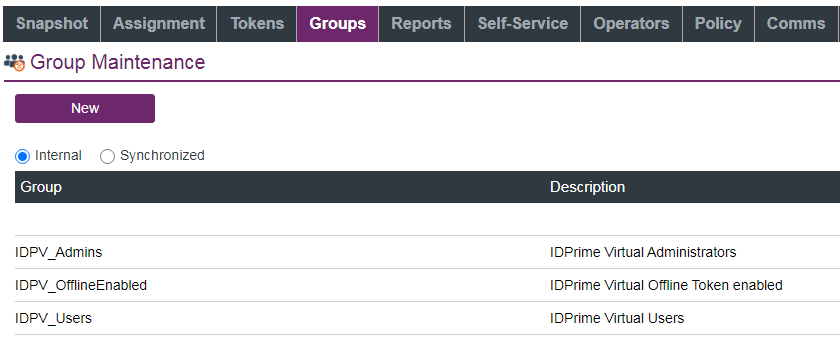 Snapshot Assignment Tokens Groups Reports Self-Service Operators Policy Comms
Group Maintenance
New
Internal Synchronized
Group Description
IDPV_Admins IDPrime Virtual Administrators
IDPV_OfflineEnabled IDPrime Virtual Offline Token enabled
IDPV_Users IDPrime Virtual Users